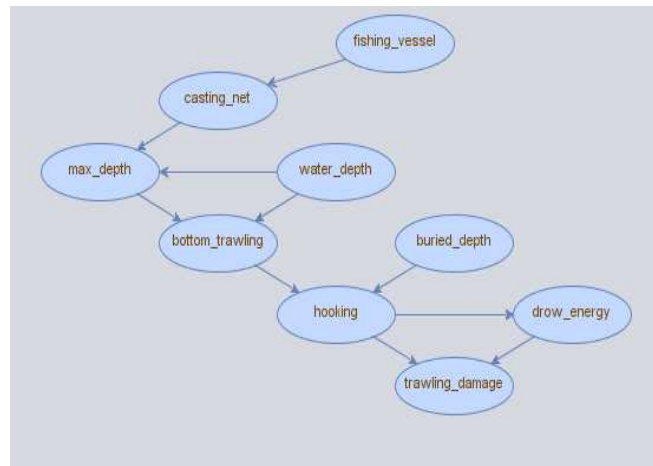 fishing_vessel
casting_net
max_depth
water_depth
bottom_trawling
buried_depth
hooking
drow_energy
trawling_damage